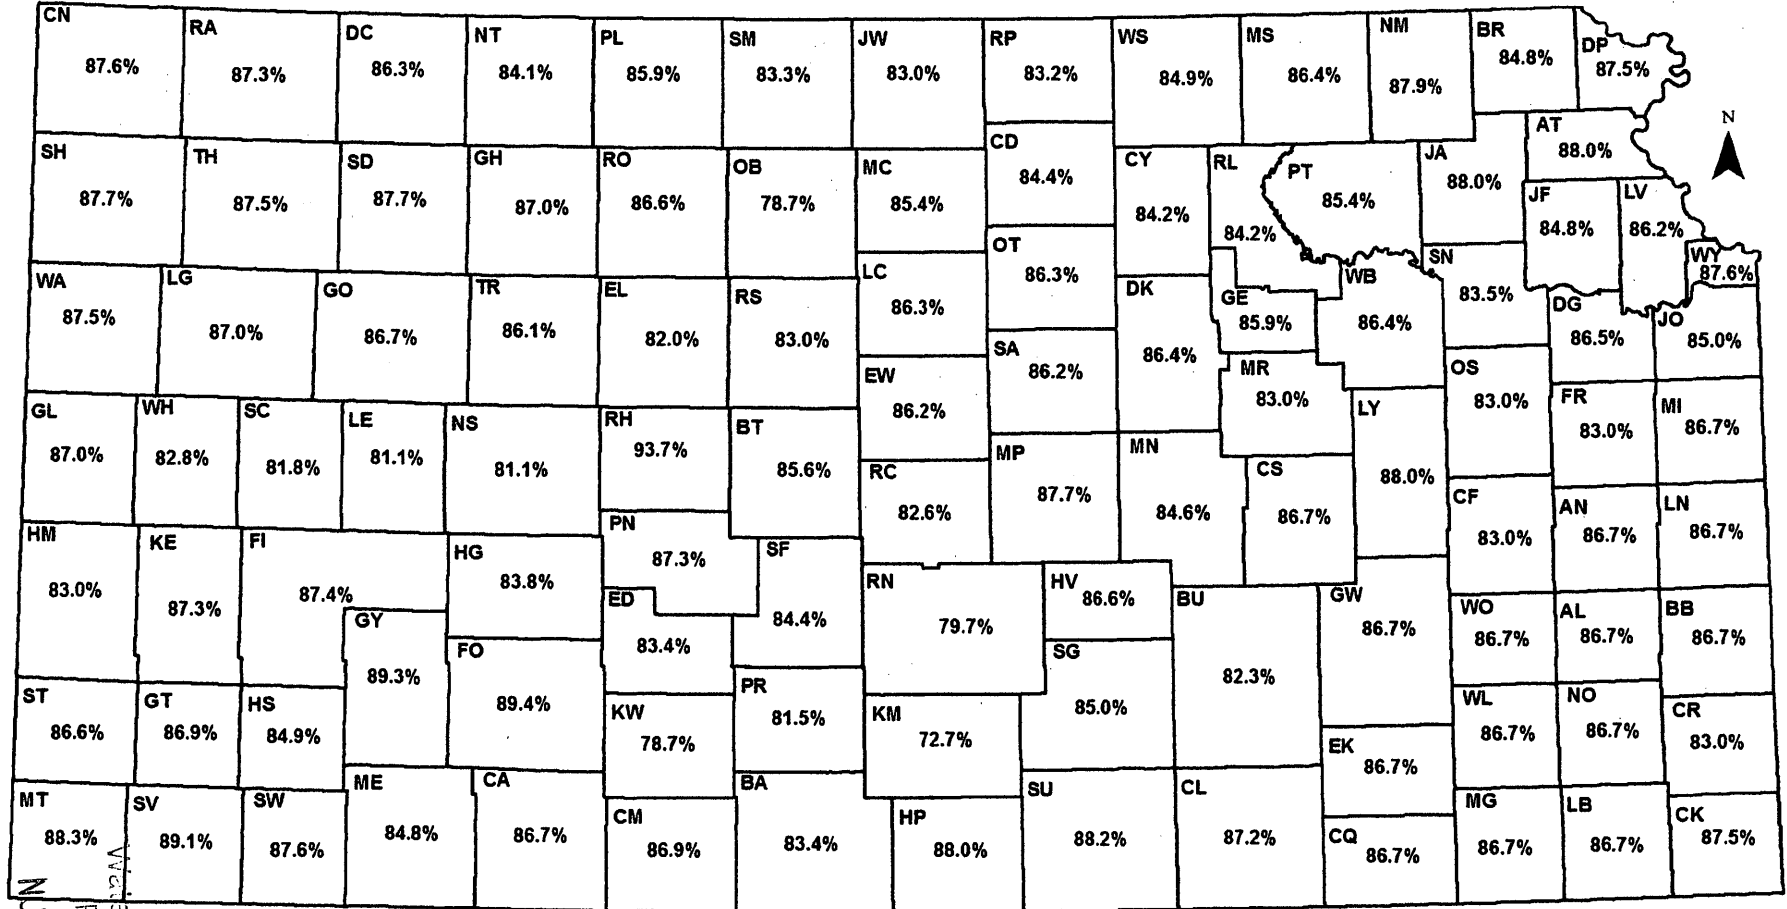 CN 87.6%
RA 87.3%
DC 86.3%
NT 84.1%
PL 85.9%
SM 83.3%
JW 83.0%
RP 83.2%
WS 84.9%
MS 86.4%
NM 87.9%
BR 84.8%
DP 87.5%
N
SH 87.7%
TH 87.5%
SD 87.7%
GH 87.0%
RO 86.6%
OB 78.7%
MC 85.4%
CD 84.4%
CY 84.2%
RL 84.2%
PT 85.4%
JA 88.0%
AT 88.0%
JF 84.8%
LV 86.2%
WY 87.6%
WA 87.5%
LG 87.0%
GO 86.7%
TR 86.1%
EL 82.0%
RS 83.0%
LC 86.3%
OT 86.3%
DK 86.4%
GE 85.9%
WB 86.4%
SN 83.5%
DG 86.5%
JO 85.0%
EW 86.2%
SA 86.2%
MR 83.0%
OS 83.0%
FR 83.0%
MI 86.7%
GL 87.0%
WH 82.8%
SC 81.8%
LE 81.1%
NS 81.1%
RH 93.7%
BT 85.6%
RC 82.6%
MP 87.7%
MN 84.6%
CS 86.7%
LY 88.0%
CF 83.0%
AN 86.7%
LN 86.7%
HM 83.0%
KE 87.3%
FI 87.4%
HG 83.8%
PN 87.3%
SF 84.4%
RN 79.7%
HV 86.6%
BU 82.3%
GW 86.7%
WO 86.7%
AL 86.7%
BB 86.7%
GY 89.3%
FO 89.4%
ED 83.4%
SG 85.0%
ST 86.6%
GT 86.9%
HS 84.9%
KW 78.7%
PR 81.5%
KM 72.7%
EK 86.7%
WL 86.7%
NO 86.7%
CR 83.0%
MT 88.3%
SV 89.1%
SW 87.6%
ME 84.8%
CA 86.7%
CM 86.9%
BA 83.4%
HP 88.0%
SU 88.2%
CL 87.2%
CQ 86.7%
MG 86.7%
LB 86.7%
CK 87.5%